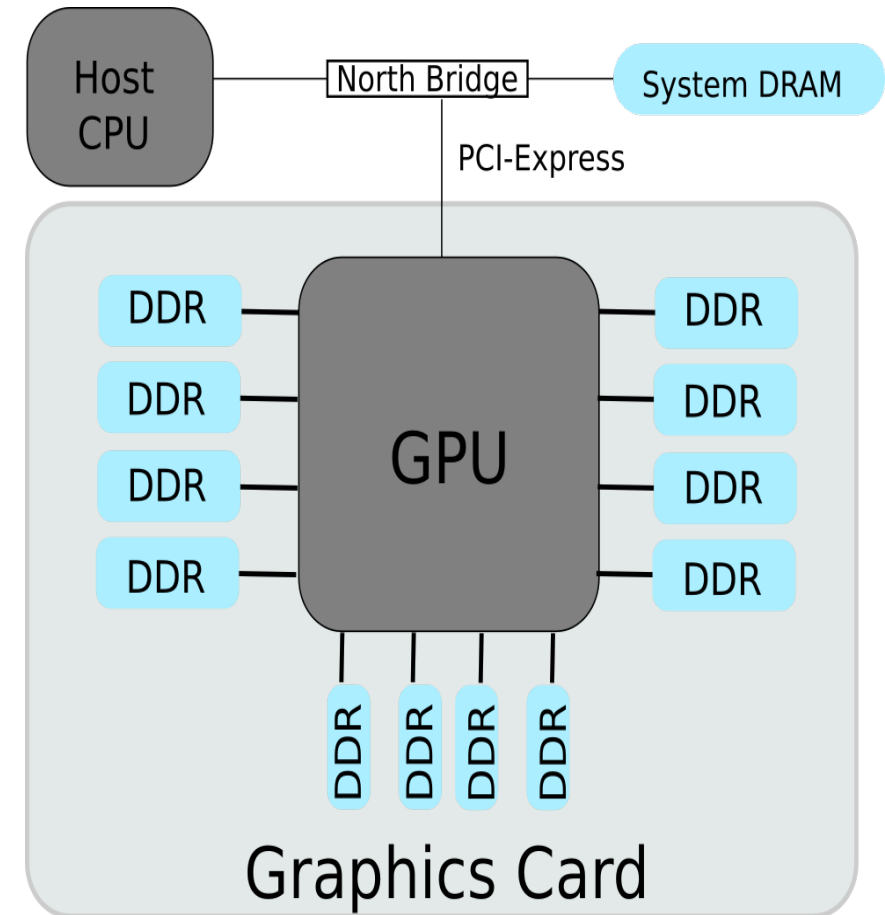 Host
CPU
North Bridge
System DRAM
PCI-Express
DDR
DDR
DDR
DDR
DDR
DDR
DDR
DDR
GPU
DDR
DDR
DDR
DDR
Graphics Card